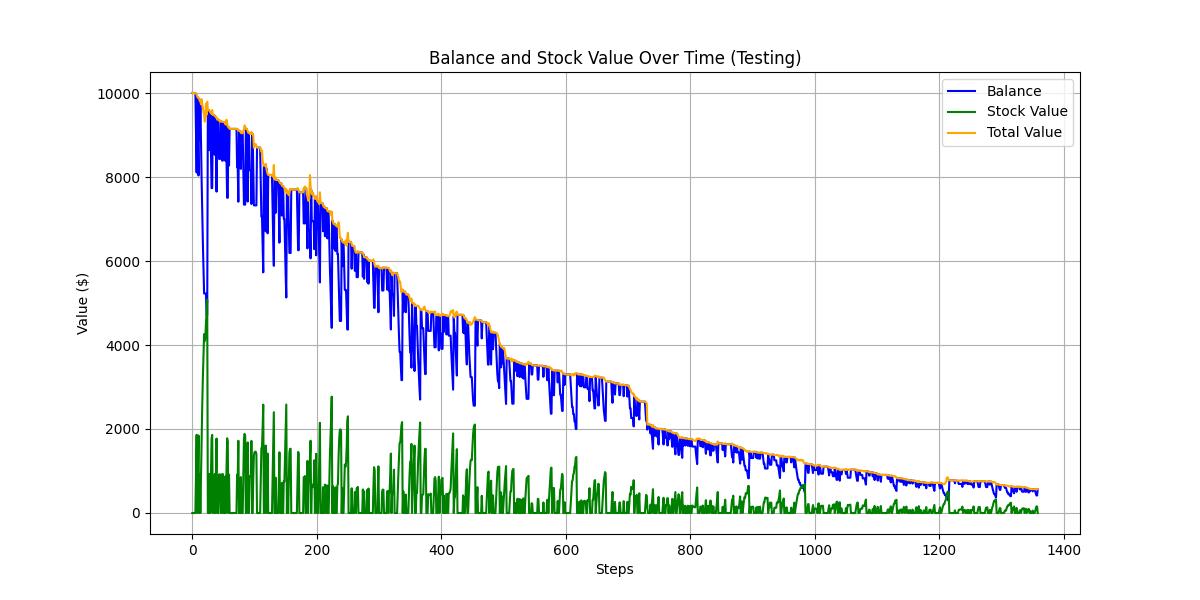 Balance and Stock Value Over Time (Testing)
Balance
Stock Value
Total Value
Value ($)
10000
8000
6000
4000
2000
0
0 200 400 600 800 1000 1200 1400
Steps